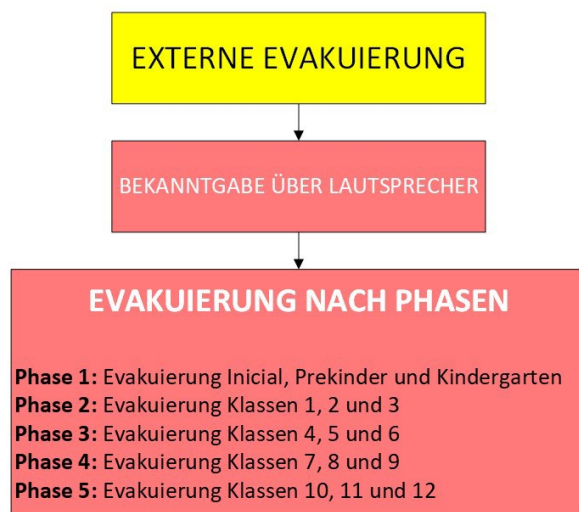 EXTERNE EVAKUIERUNG
BEKANNTGABE ÜBER LAUTSPRECHER
EVAKUIERUNG NACH PHASEN
Phase 1: Evakuierung Inicial, Prekinder und Kindergarten
Phase 2: Evakuierung Klassen 1, 2 und 3
Phase 3: Evakuierung Klassen 4, 5 und 6
Phase 4: Evakuierung Klassen 7, 8 und 9
Phase 5: Evakuierung Klassen 10, 11 und 12